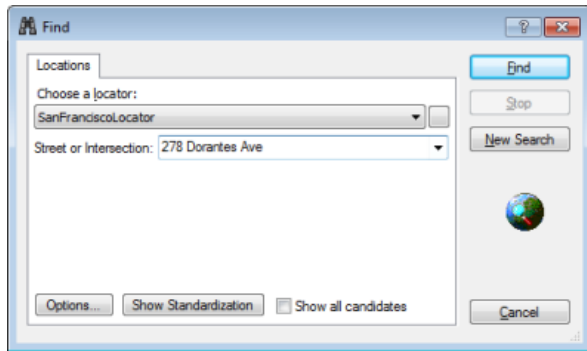 Find
Locations
Choose a locator:
SanFranciscoLocator
Street or Intersection: 278 Dorantes Ave
Options... Show Standardization Show all candidates
Find
Stop
New Search
Cancel